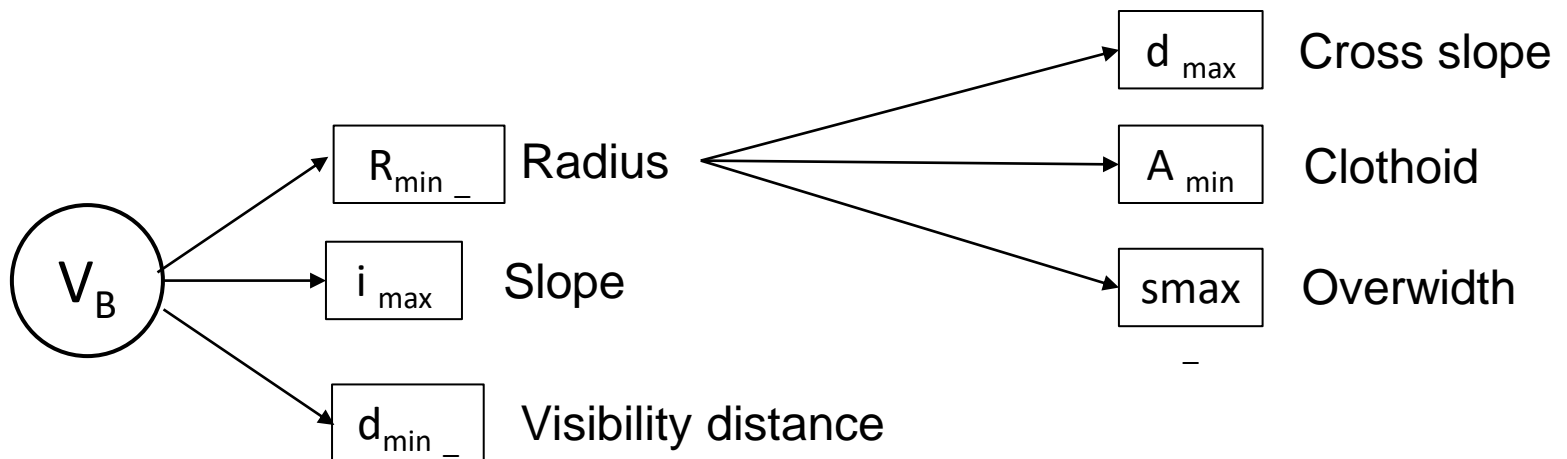 d max Cross slope
R min _ Radius
A min Clothoid
V B
i max Slope
smax Overwidth
_
d min _ Visibility distance